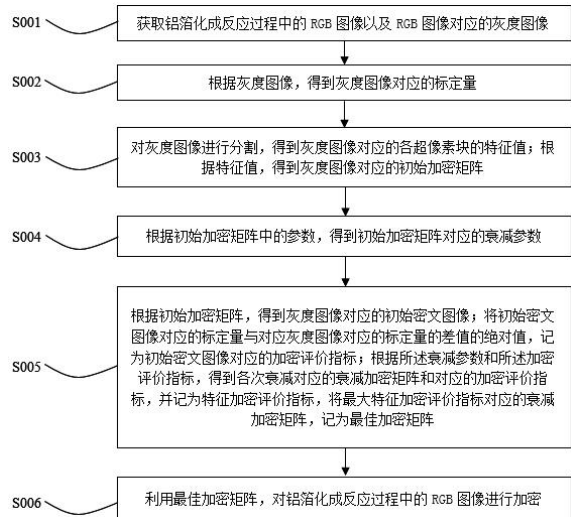 S001
获取铝箔化成反应过程中的 RGB 图像以及 RGB 图像对应的灰度图像
S002
根据灰度图像，得到灰度图像对应的标定量
S003
对灰度图像进行分割，得到灰度图像对应的各超像素块的特征值；根
据特征值，得到灰度图像对应的初始加密矩阵
S004
根据初始加密矩阵中的参数，得到初始加密矩阵对应的衰减参数
S005
根据初始加密矩阵，得到灰度图像对应的初始密文图像；将初始密文
图像对应的标定量与对应灰度图像对应的标定量的差值的绝对值，记
为初始密文图像对应的加密评价指标；根据所述衰减参数和所述加密
评价指标，得到各次衰减对应的衰减加密矩阵和对应的加密评价指
标，并记为特征加密评价指标，将最大特征加密评价指标对应的衰减
加密矩阵，记为最佳加密矩阵
S006
利用最佳加密矩阵，对铝箔化成反应过程中的 RGB 图像进行加密